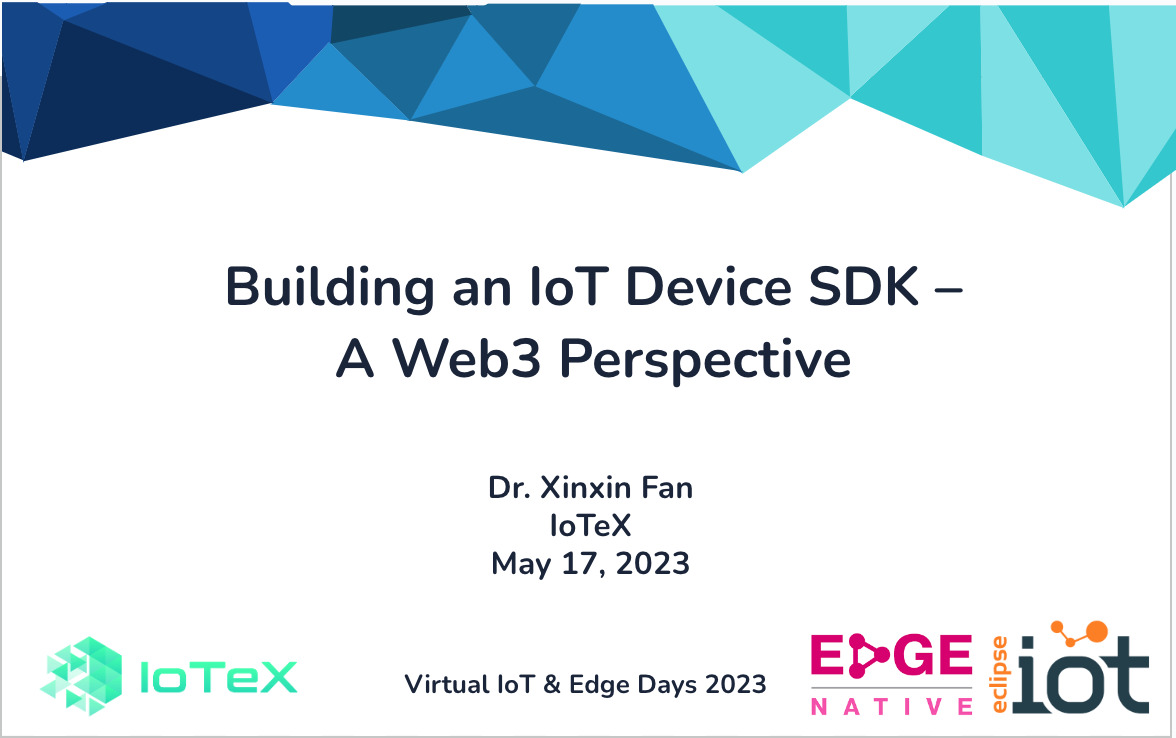 Building an IoT Device SDK –
A Web3 Perspective
Dr. Xinxin Fan
IoTeX
May 17, 2023
IoTeX
Virtual IoT & Edge Days 2023
EDGE
NATIVE
eclipse
iot